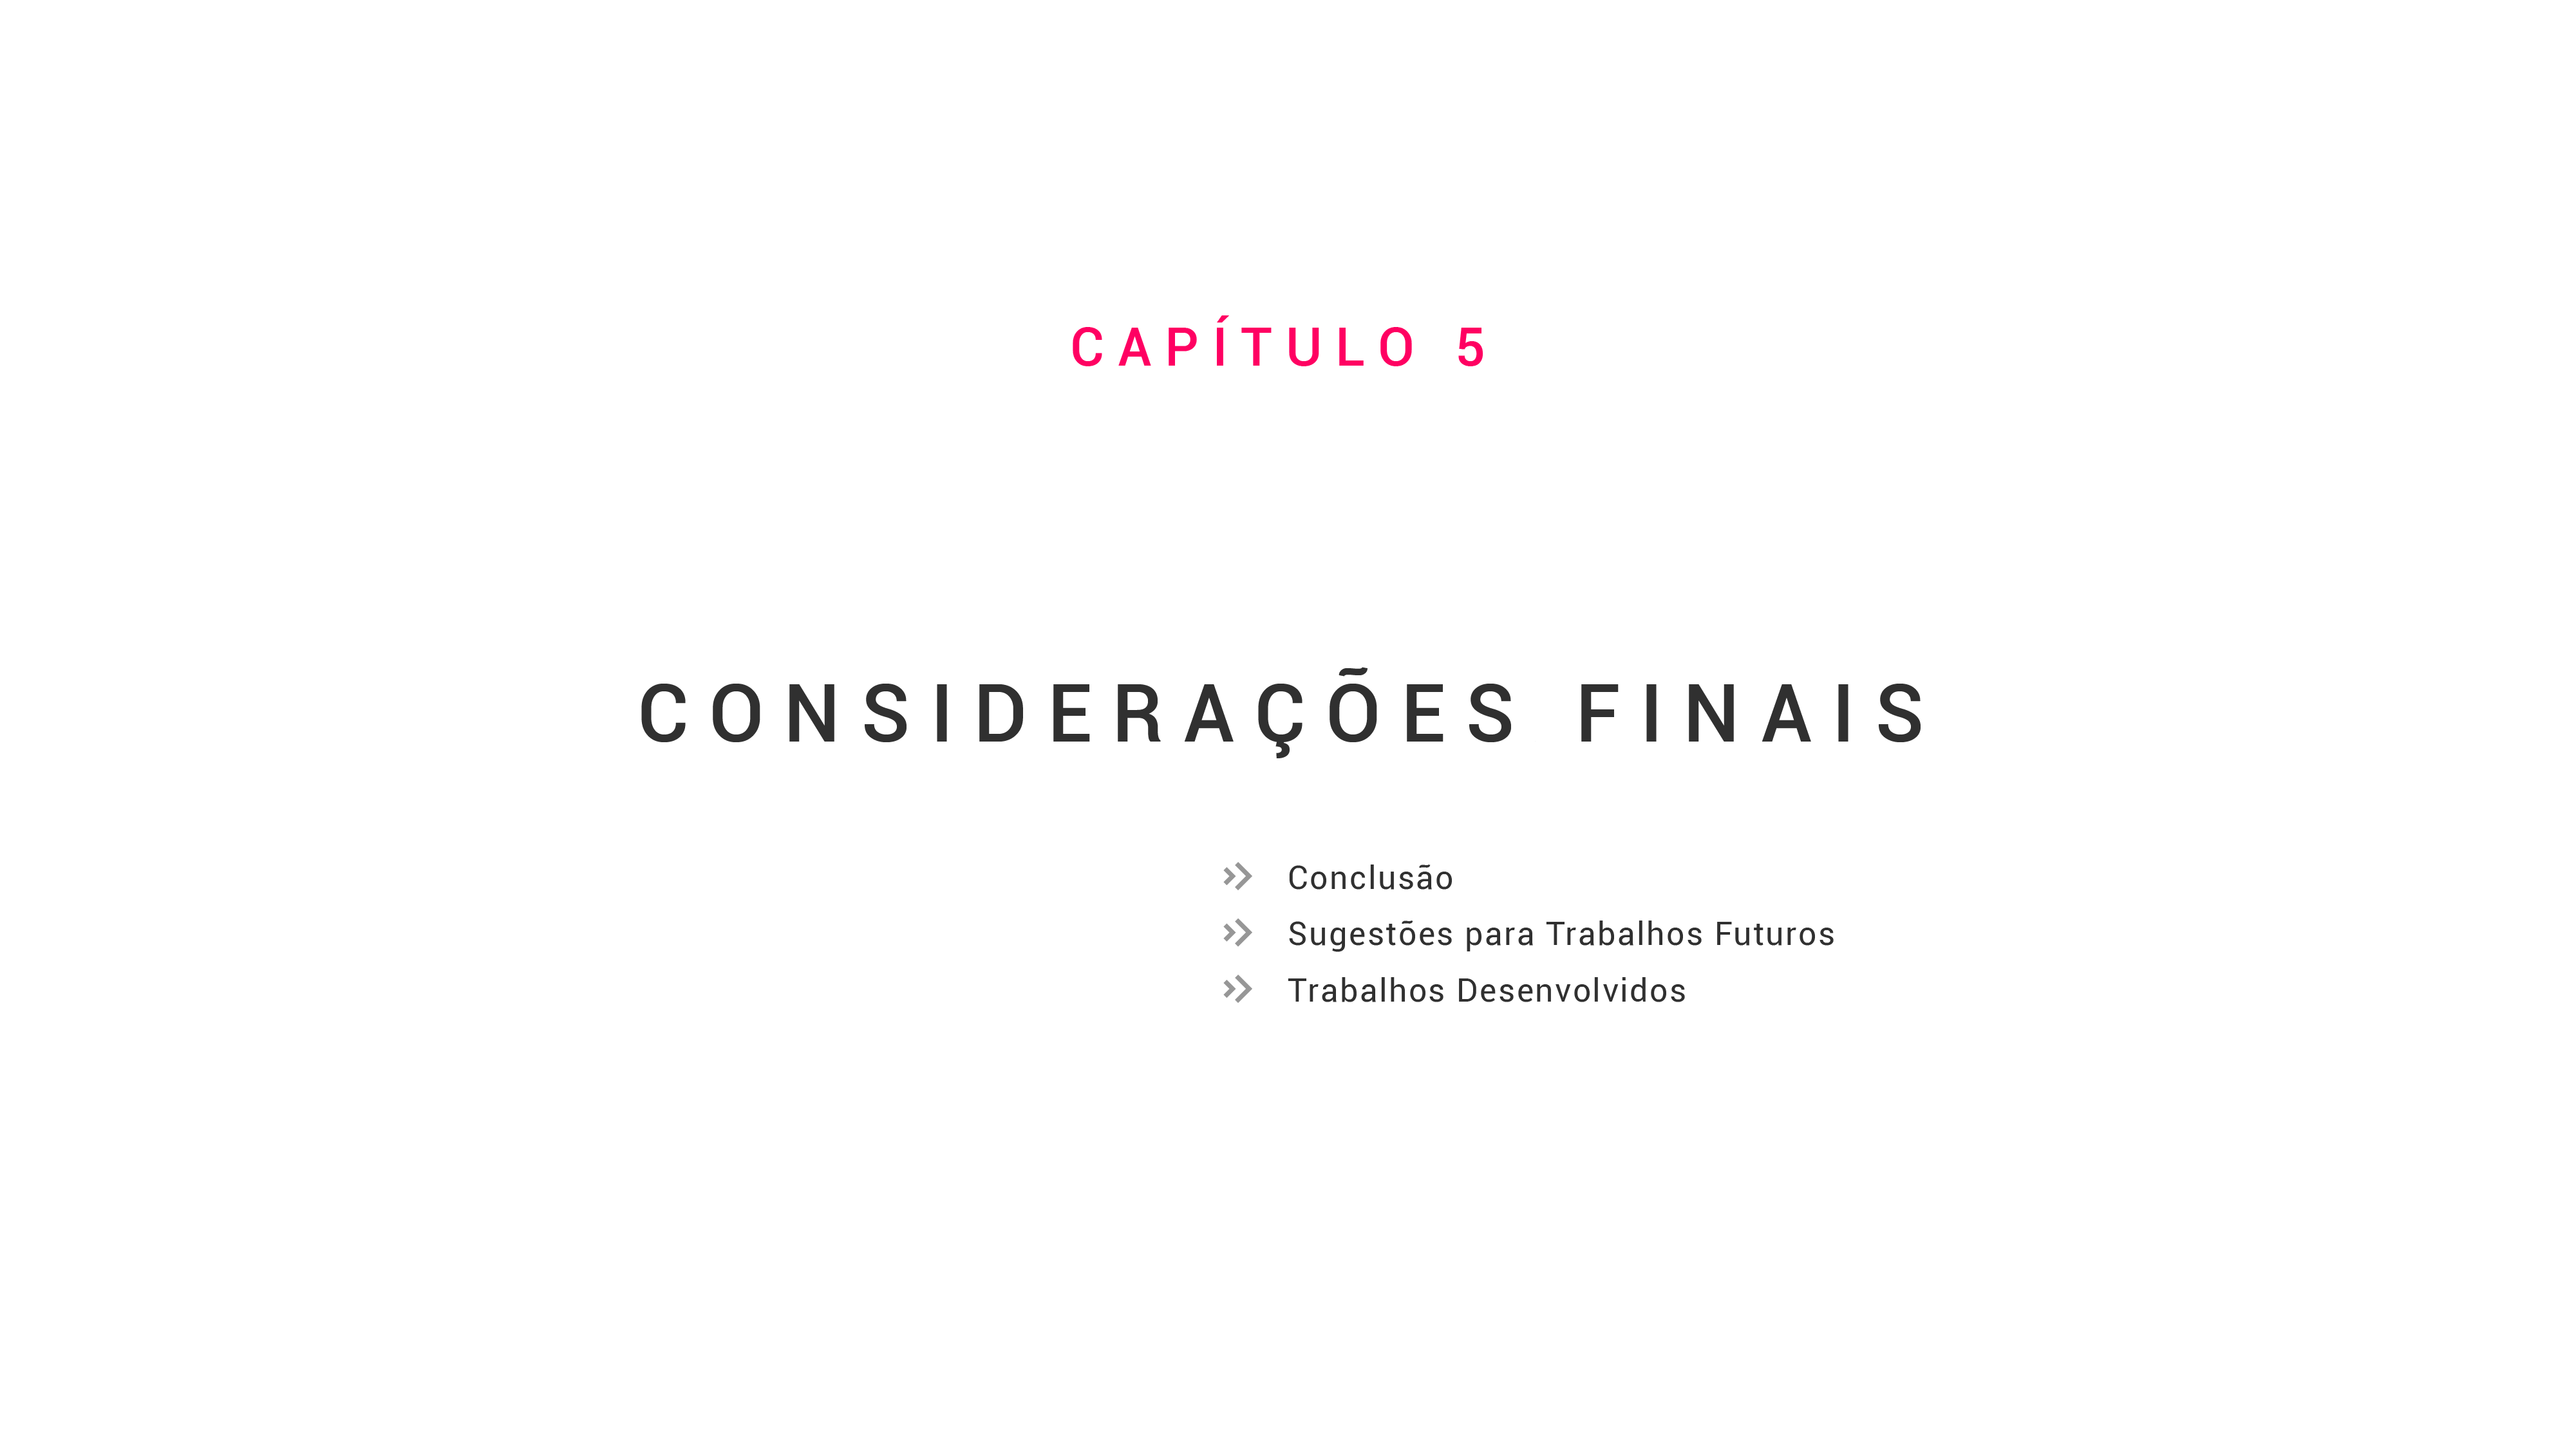 CAPÍTULO 5
CONSIDERAÇÕES FINAIS
Conclusão
Sugestões para Trabalhos Futuros
Trabalhos Desenvolvidos